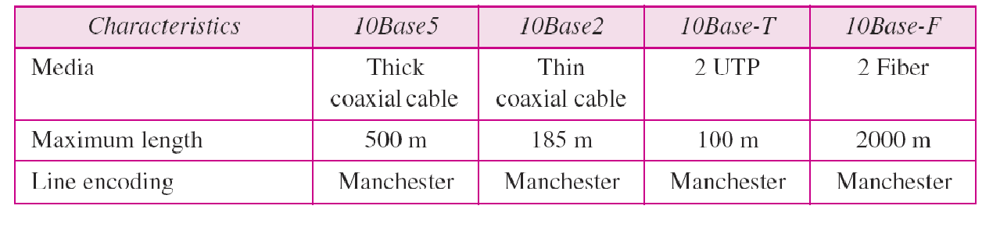 Characteristics 10Base5 10Base2 10Base-T 10Base-F
Media Thick Thin 2 UTP 2 Fiber
coaxial cable coaxial cable
Maximum length 500 m 185 m 100 m 2000 m
Line encoding Manchester Manchester Manchester Manchester